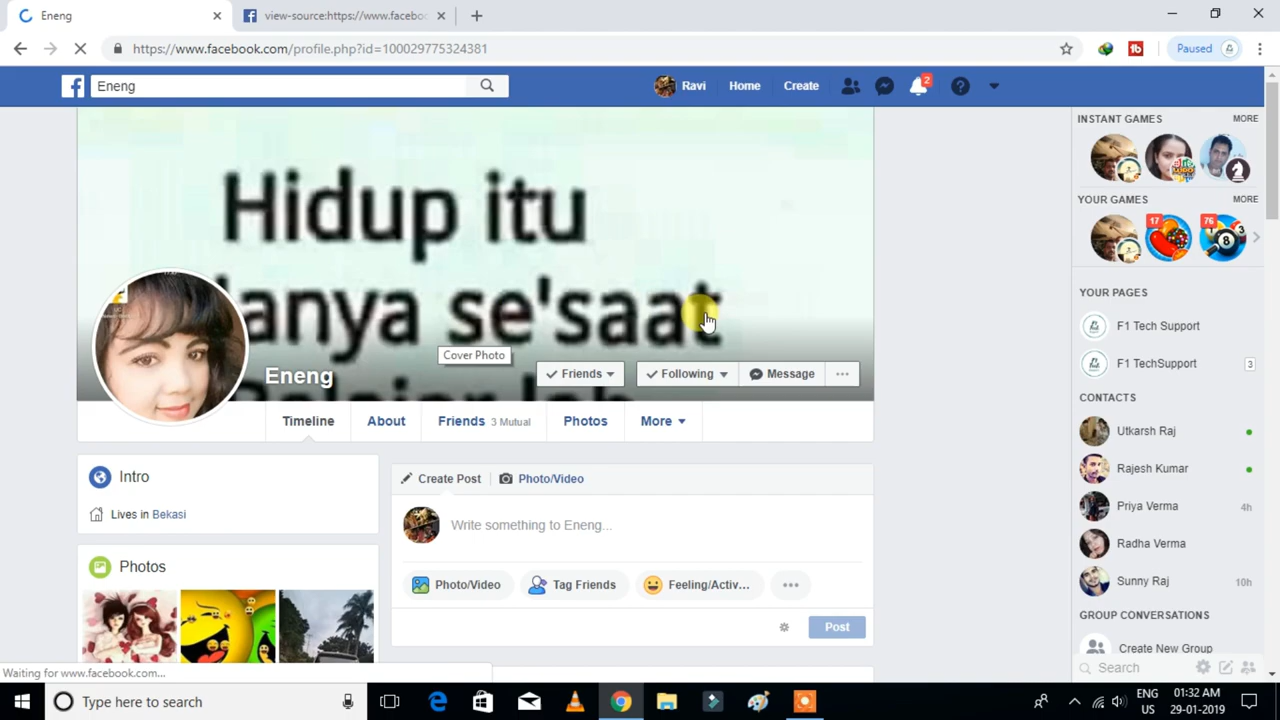 Eneng
view-source:https://www.facebo
https://www.facebook.com/profile.php?id=100029775324381
Paused
Eneng
Ravi
Home
Create
2
Hidup itu
anya se'saat
Cover Photo
Eneng
Friends
Following
Message
Timeline
About
Friends 3 Mutual
Photos
More
Intro
Lives in Bekasi
Photos
Create Post
Photo/Video
Write something to Eneng...
Photo/Video
Tag Friends
Feeling/Activ...
Post
INSTANT GAMES
MORE
YOUR GAMES
MORE
17
76
YOUR PAGES
F1 Tech Support
F1 TechSupport
3
CONTACTS
Utkarsh Raj
Rajesh Kumar
Priya Verma
4h
Radha Verma
Sunny Raj
10h
GROUP CONVERSATIONS
Create New Group
Search
Waiting for www.facebook.com...
Type here to search
ENG
US
01:32 AM
29-01-2019